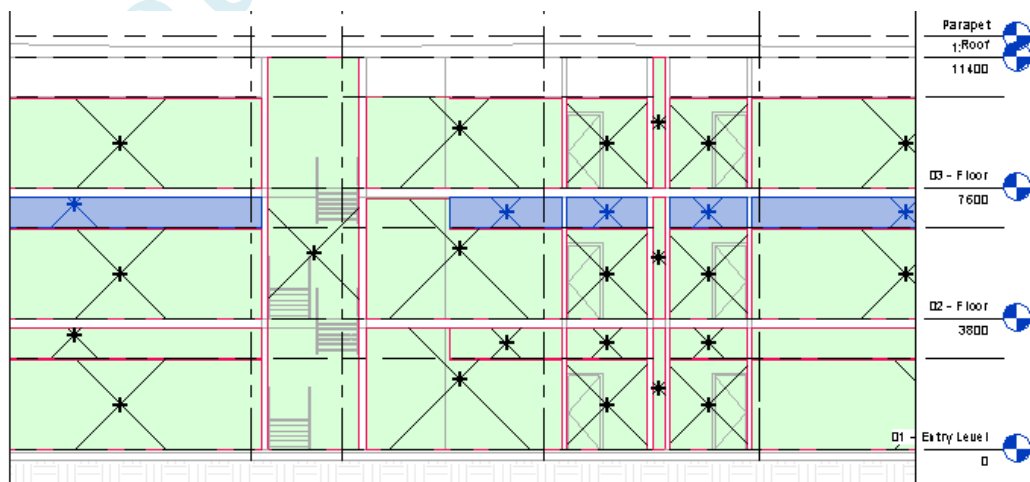 Parapet
1:Roof
11400
03 - Floor
7600
02 - Floor
3800
01 - Entry Level
0